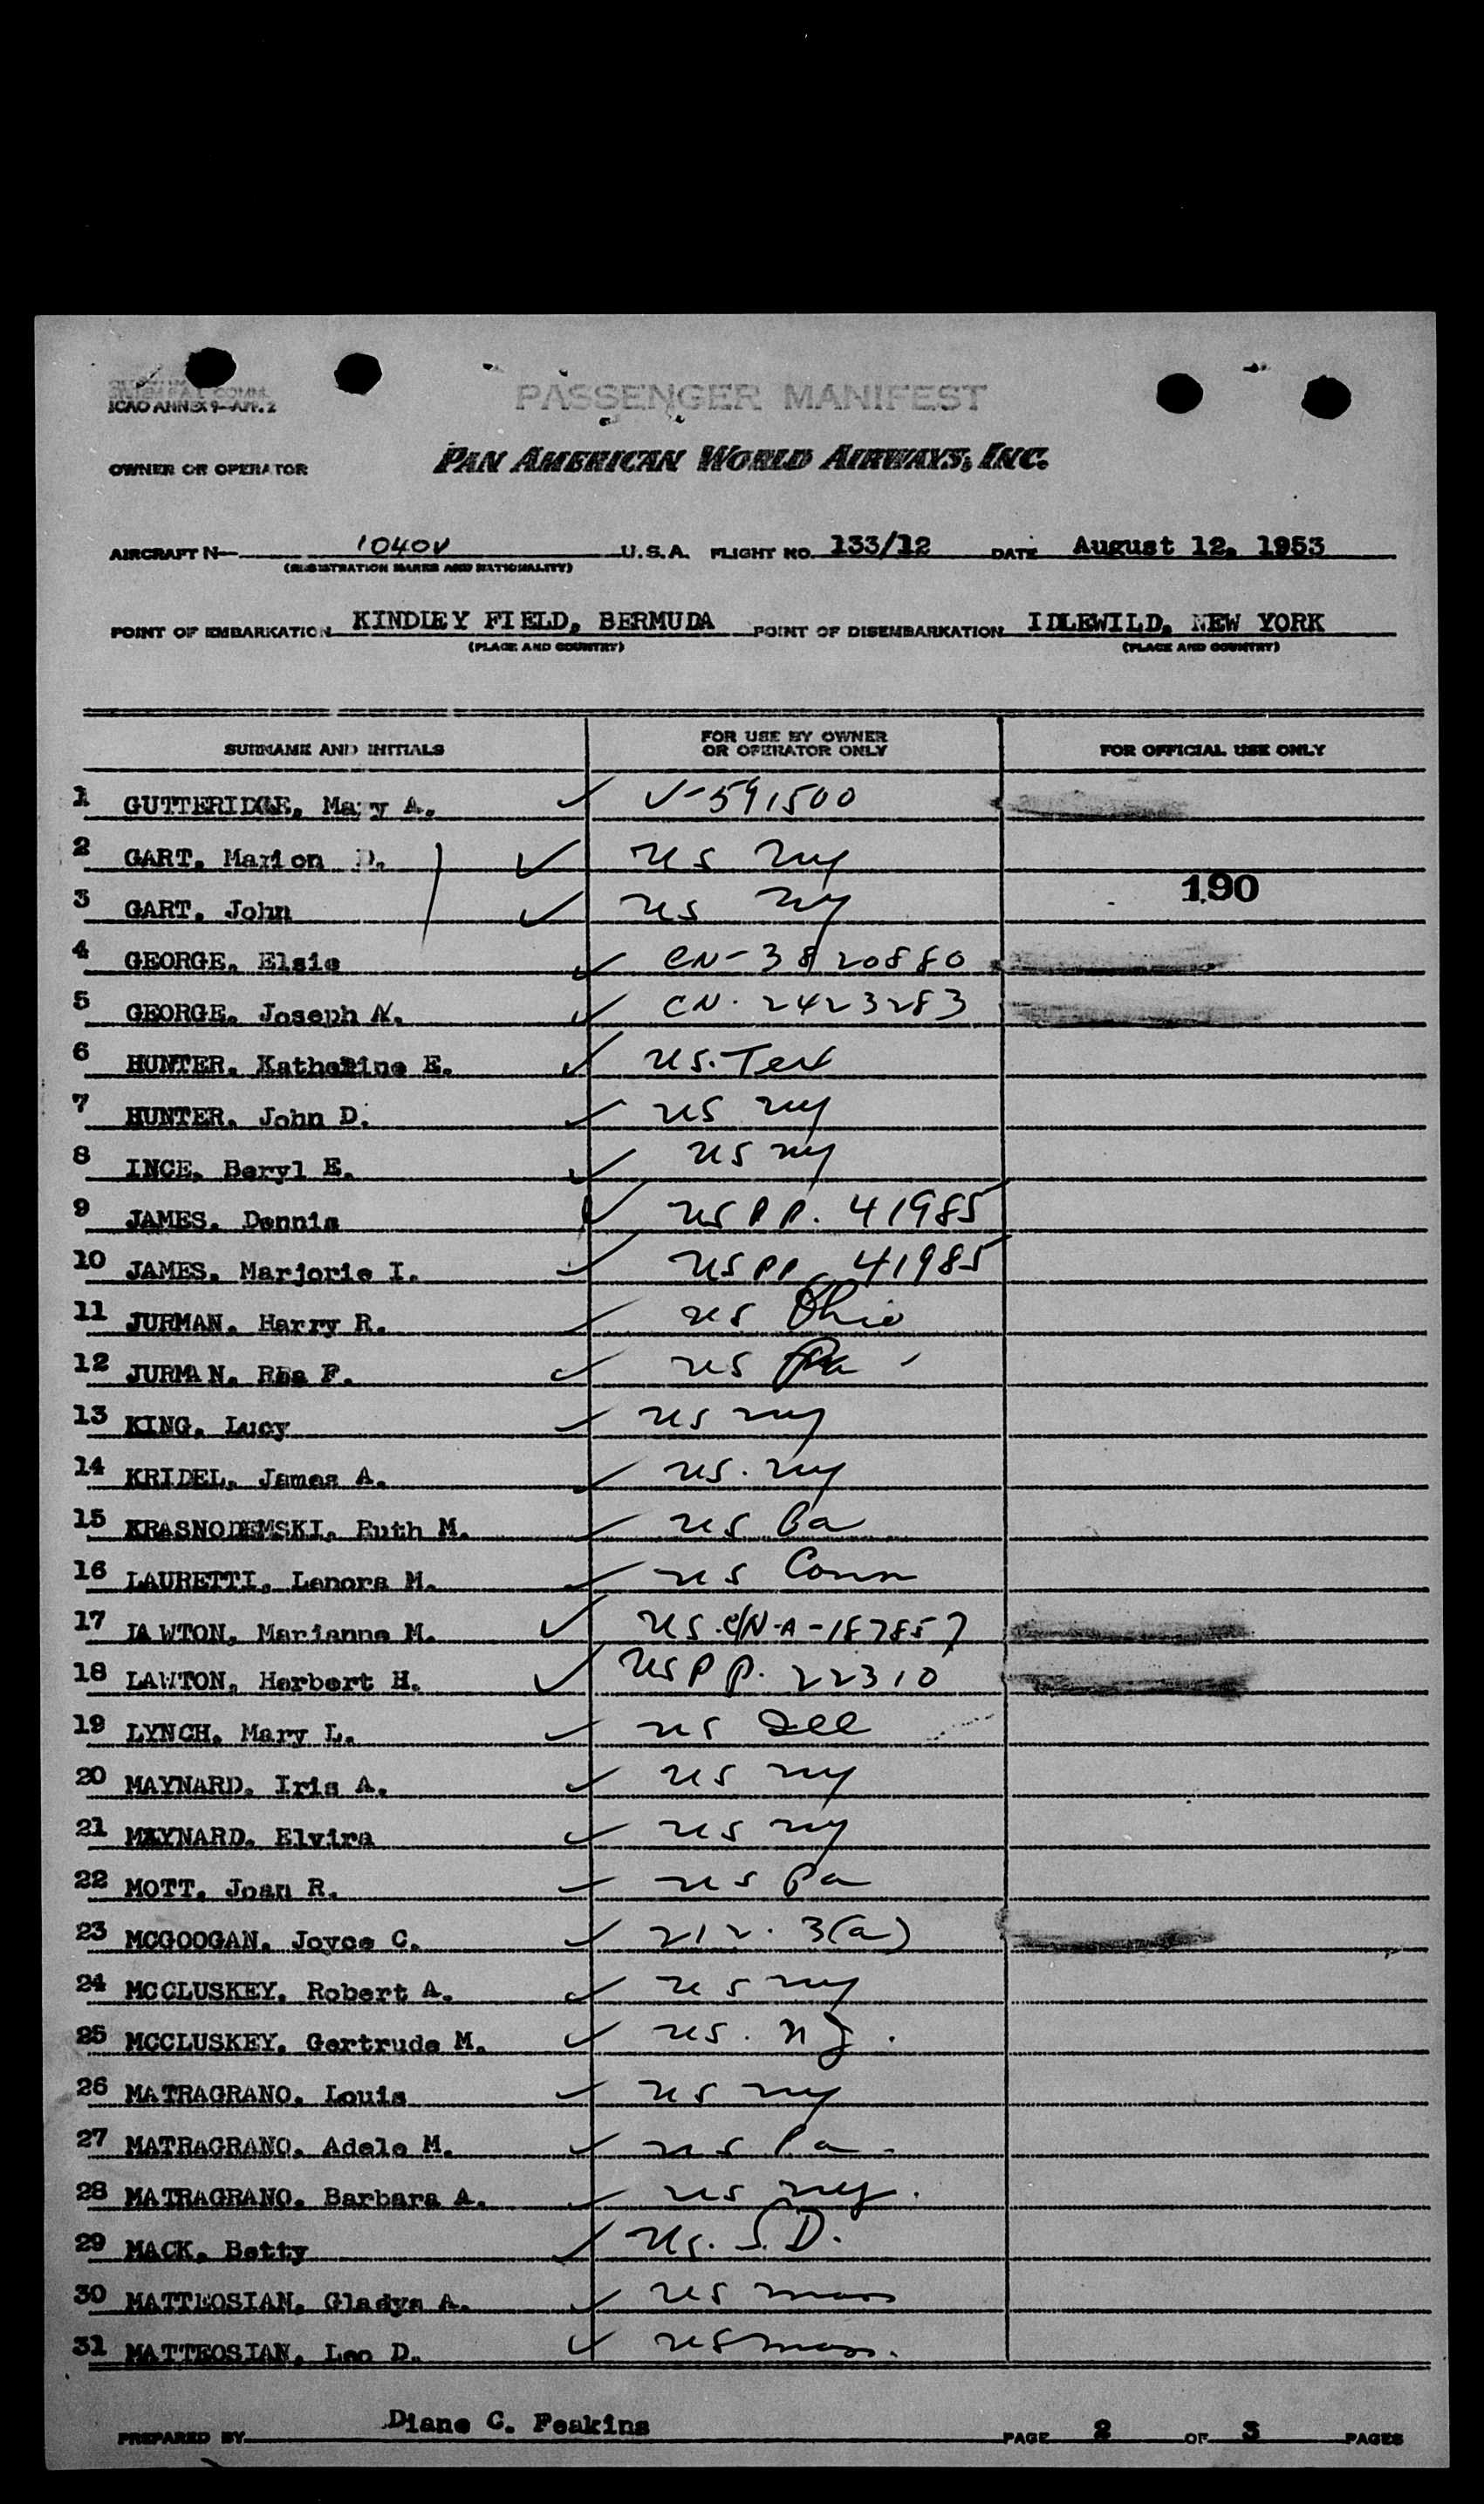 PASSENGER MANIFEST
ICAO ANNEX 9—APP. 2
OWNER OR OPERATOR PAN AMERICAN WORLD AIRWAYS, INC.
AIRCRAFT N— 1040V U.S.A. FLIGHT NO. 133/12 DATE August 12, 1953
(REGISTRATION MARKS AND NATIONALITY)
POINT OF EMBARKATION KINDLEY FIELD, BERMUDA POINT OF DISEMBARKATION IDLEWILD, NEW YORK
(PLACE AND COUNTRY) (PLACE AND COUNTRY)
SURNAME AND INITIALS FOR USE BY OWNER OR OPERATOR ONLY FOR OFFICIAL USE ONLY
1 GUTTERIDGE, Mary A. ✓ V-591500
2 GART, Marion D. ✓ US NY
190
3 GART, John ✓ US NY
4 GEORGE, Elsie ✓ CN-3820880
5 GEORGE, Joseph N. ✓ CN. 2423283
6 HUNTER, Katherine E. ✓ US. Tex
7 HUNTER, John D. ✓ US NY
8 INCE, Beryl E. ✓ US NY
9 JAMES, Dennis ✓ US PP. 41985
10 JAMES, Marjorie I. ✓ US PP. 41985
11 JURMAN, Harry R. ✓ US Ohio
12 JURMAN, Rea F. ✓ US Pa
13 KING, Lucy ✓ US NY
14 KRIDEL, James A. ✓ US. NY
15 KRASNODEMSKI, Ruth M. ✓ US Pa
16 LAURETTI, Lenora M. ✓ US Conn
17 LAWTON, Marianne M. ✓ US. C/N-A-187857
18 LAWTON, Herbert H. ✓ US PP. 22310
19 LYNCH, Mary L. ✓ US Ill
20 MAYNARD, Iris A. ✓ US NY
21 MAYNARD, Elvira ✓ US NY
22 MOTT, Joan R. ✓ US Pa
23 MCGOOGAN, Joyce C. ✓ 212. 3(a)
24 MCCLUSKEY, Robert A. ✓ US NY
25 MCCLUSKEY, Gertrude M. ✓ US. NJ.
26 MATRAGRANO, Louis ✓ US NY
27 MATRAGRANO, Adele M. ✓ US Pa.
28 MATRAGRANO, Barbara A. ✓ US NY.
29 MACK, Betty ✓ US. S.D.
30 MATTEOSIAN, Gladys A. ✓ US Mass
31 MATTEOSIAN, Leo D. ✓ US Mass.
PREPARED BY Diane C. Feakins PAGE 2 OF 3 PAGES